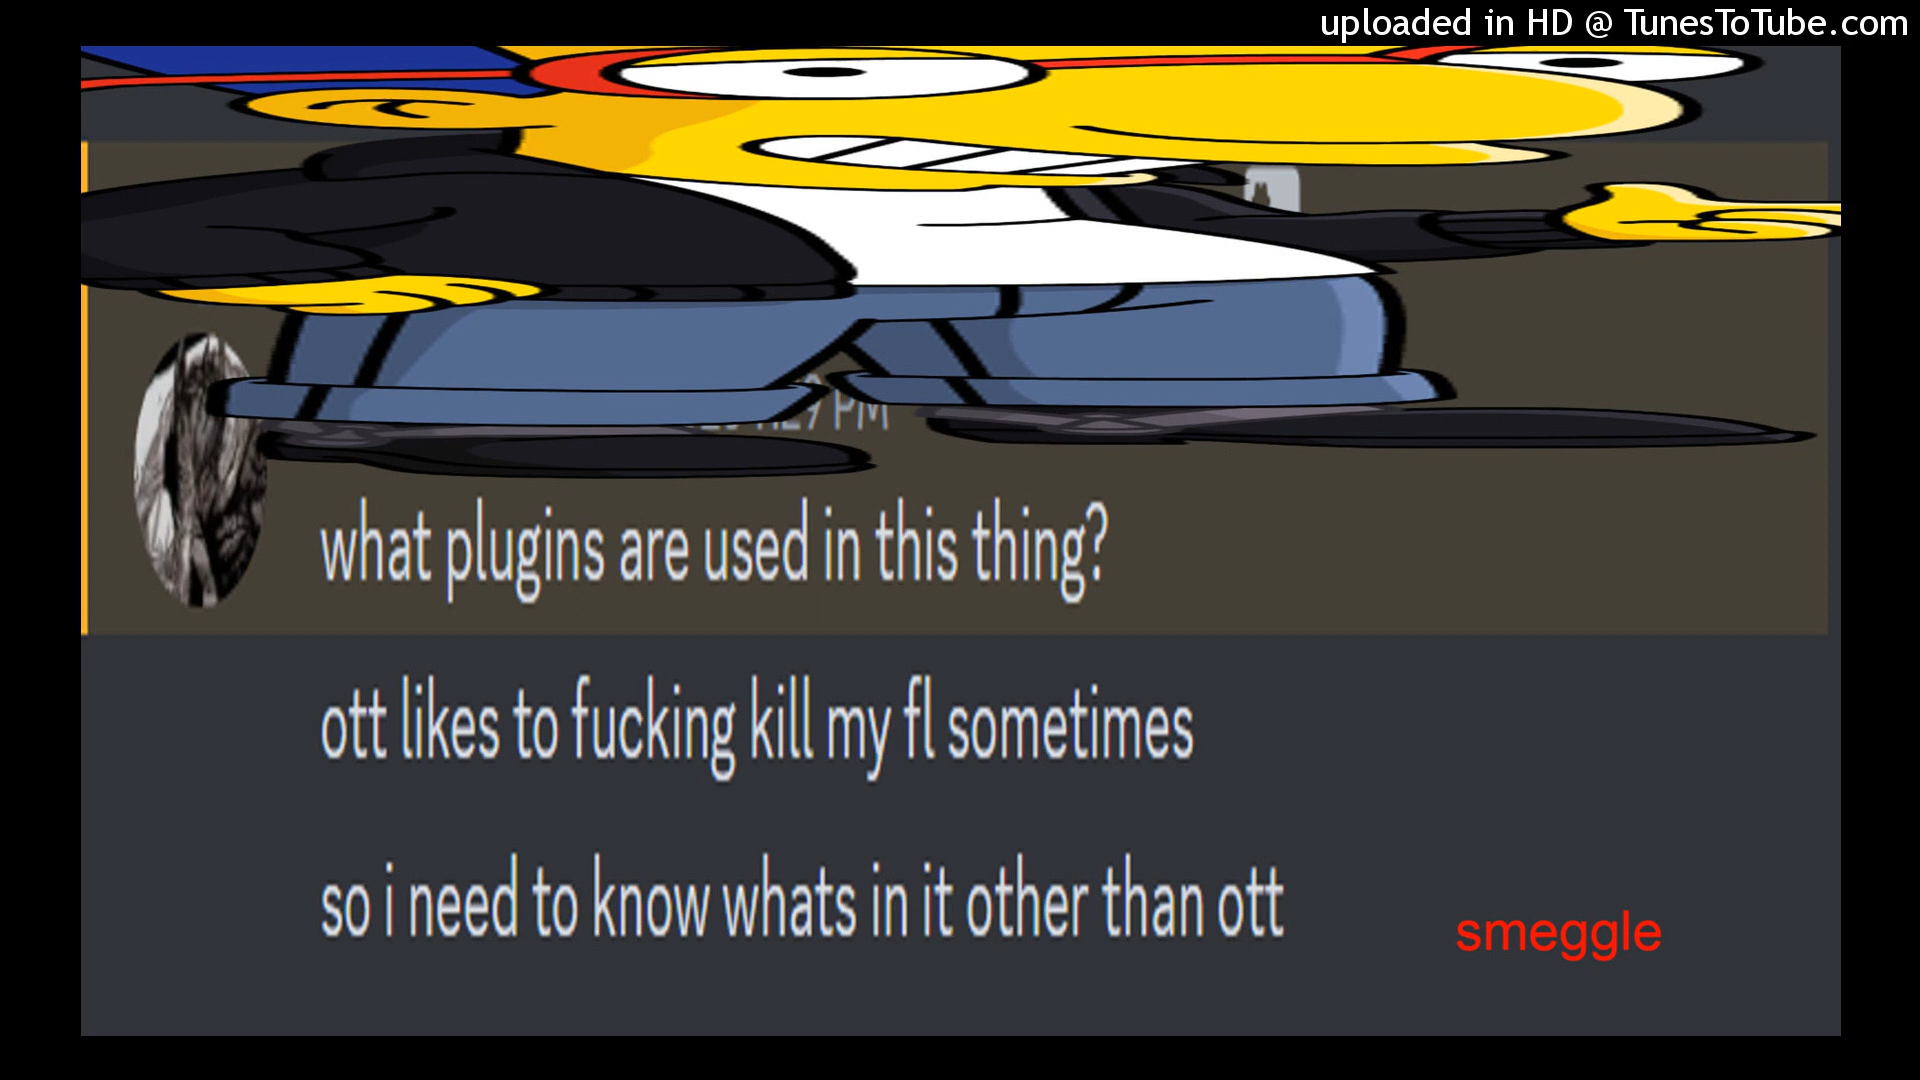 uploaded in HD @ TunesToTube.com
PM
what plugins are used in this thing?
ott likes to fucking kill my fl sometimes
so i need to know whats in it other than ott
smeggle